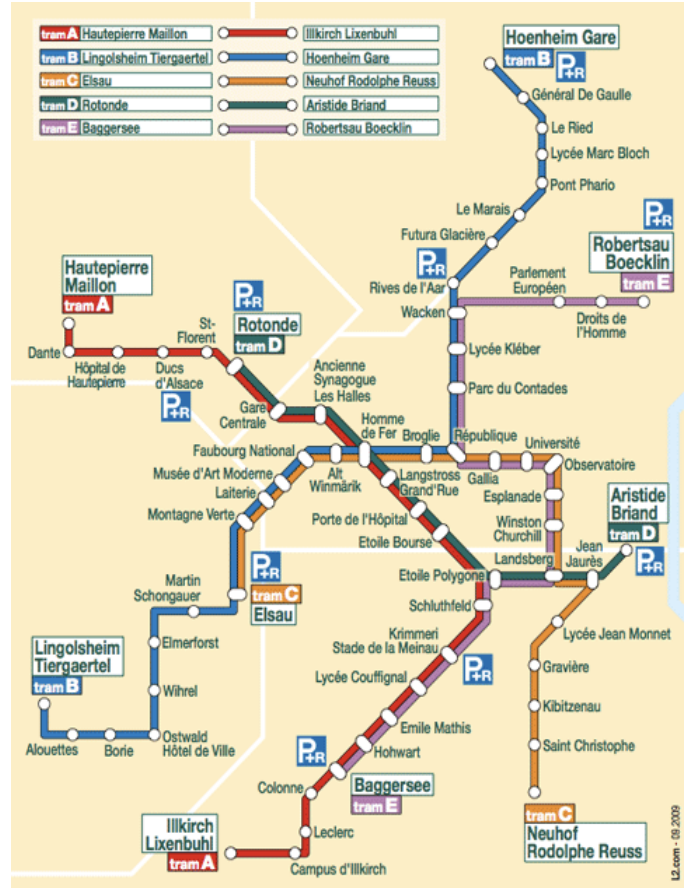 tram A Hautepierre Maillon Illkirch Lixenbuhl
tram B Lingolsheim Tiergaertel Hoenheim Gare
tram C Elsau Neuhof Rodolphe Reuss
tram D Rotonde Aristide Briand
tram E Baggersee Robertsau Boecklin
Hoenheim Gare
tram B
P+R
Général De Gaulle
Le Ried
Lycée Marc Bloch
Pont Phario
Le Marais
Futura Glacière
P+R
Rives de l'Aar
P+R
Robertsau
Boecklin
tram E
Parlement
Européen
Droits de
l'Homme
Wacken
Lycée Kléber
Parc du Contades
République
Hautepierre
Maillon
tram A
Dante
Hôpital de
Hautepierre
Ducs
d'Alsace
P+R
St-
Florent
P+R
Rotonde
tram D
Gare
Centrale
Ancienne
Synagogue
Les Halles
Homme
de Fer
Broglie
Faubourg National
Alt
Winmärik
Musée d'Art Moderne
Laiterie
Montagne Verte
Langstross
Grand'Rue
Porte de l'Hôpital
Etoile Bourse
Gallia
Université
Observatoire
Esplanade
Winston
Churchill
Landsberg
Jean
Jaurès
Aristide
Briand
tram D
P+R
Etoile Polygone
Schluthfeld
P+R
tram C
Elsau
Martin
Schongauer
Elmerforst
Wihrel
Ostwald
Hôtel de Ville
Borie
Alouettes
Lingolsheim
Tiergaertel
tram B
Krimmeri
Stade de la Meinau
P+R
Lycée Couffignal
Emile Mathis
Hohwart
P+R
Baggersee
tram E
Colonne
Leclerc
Campus d'Illkirch
Illkirch
Lixenbuhl
tram A
Lycée Jean Monnet
Gravière
Kibitzenau
Saint Christophe
tram C
Neuhof
Rodolphe Reuss
L2.com - 09.2009